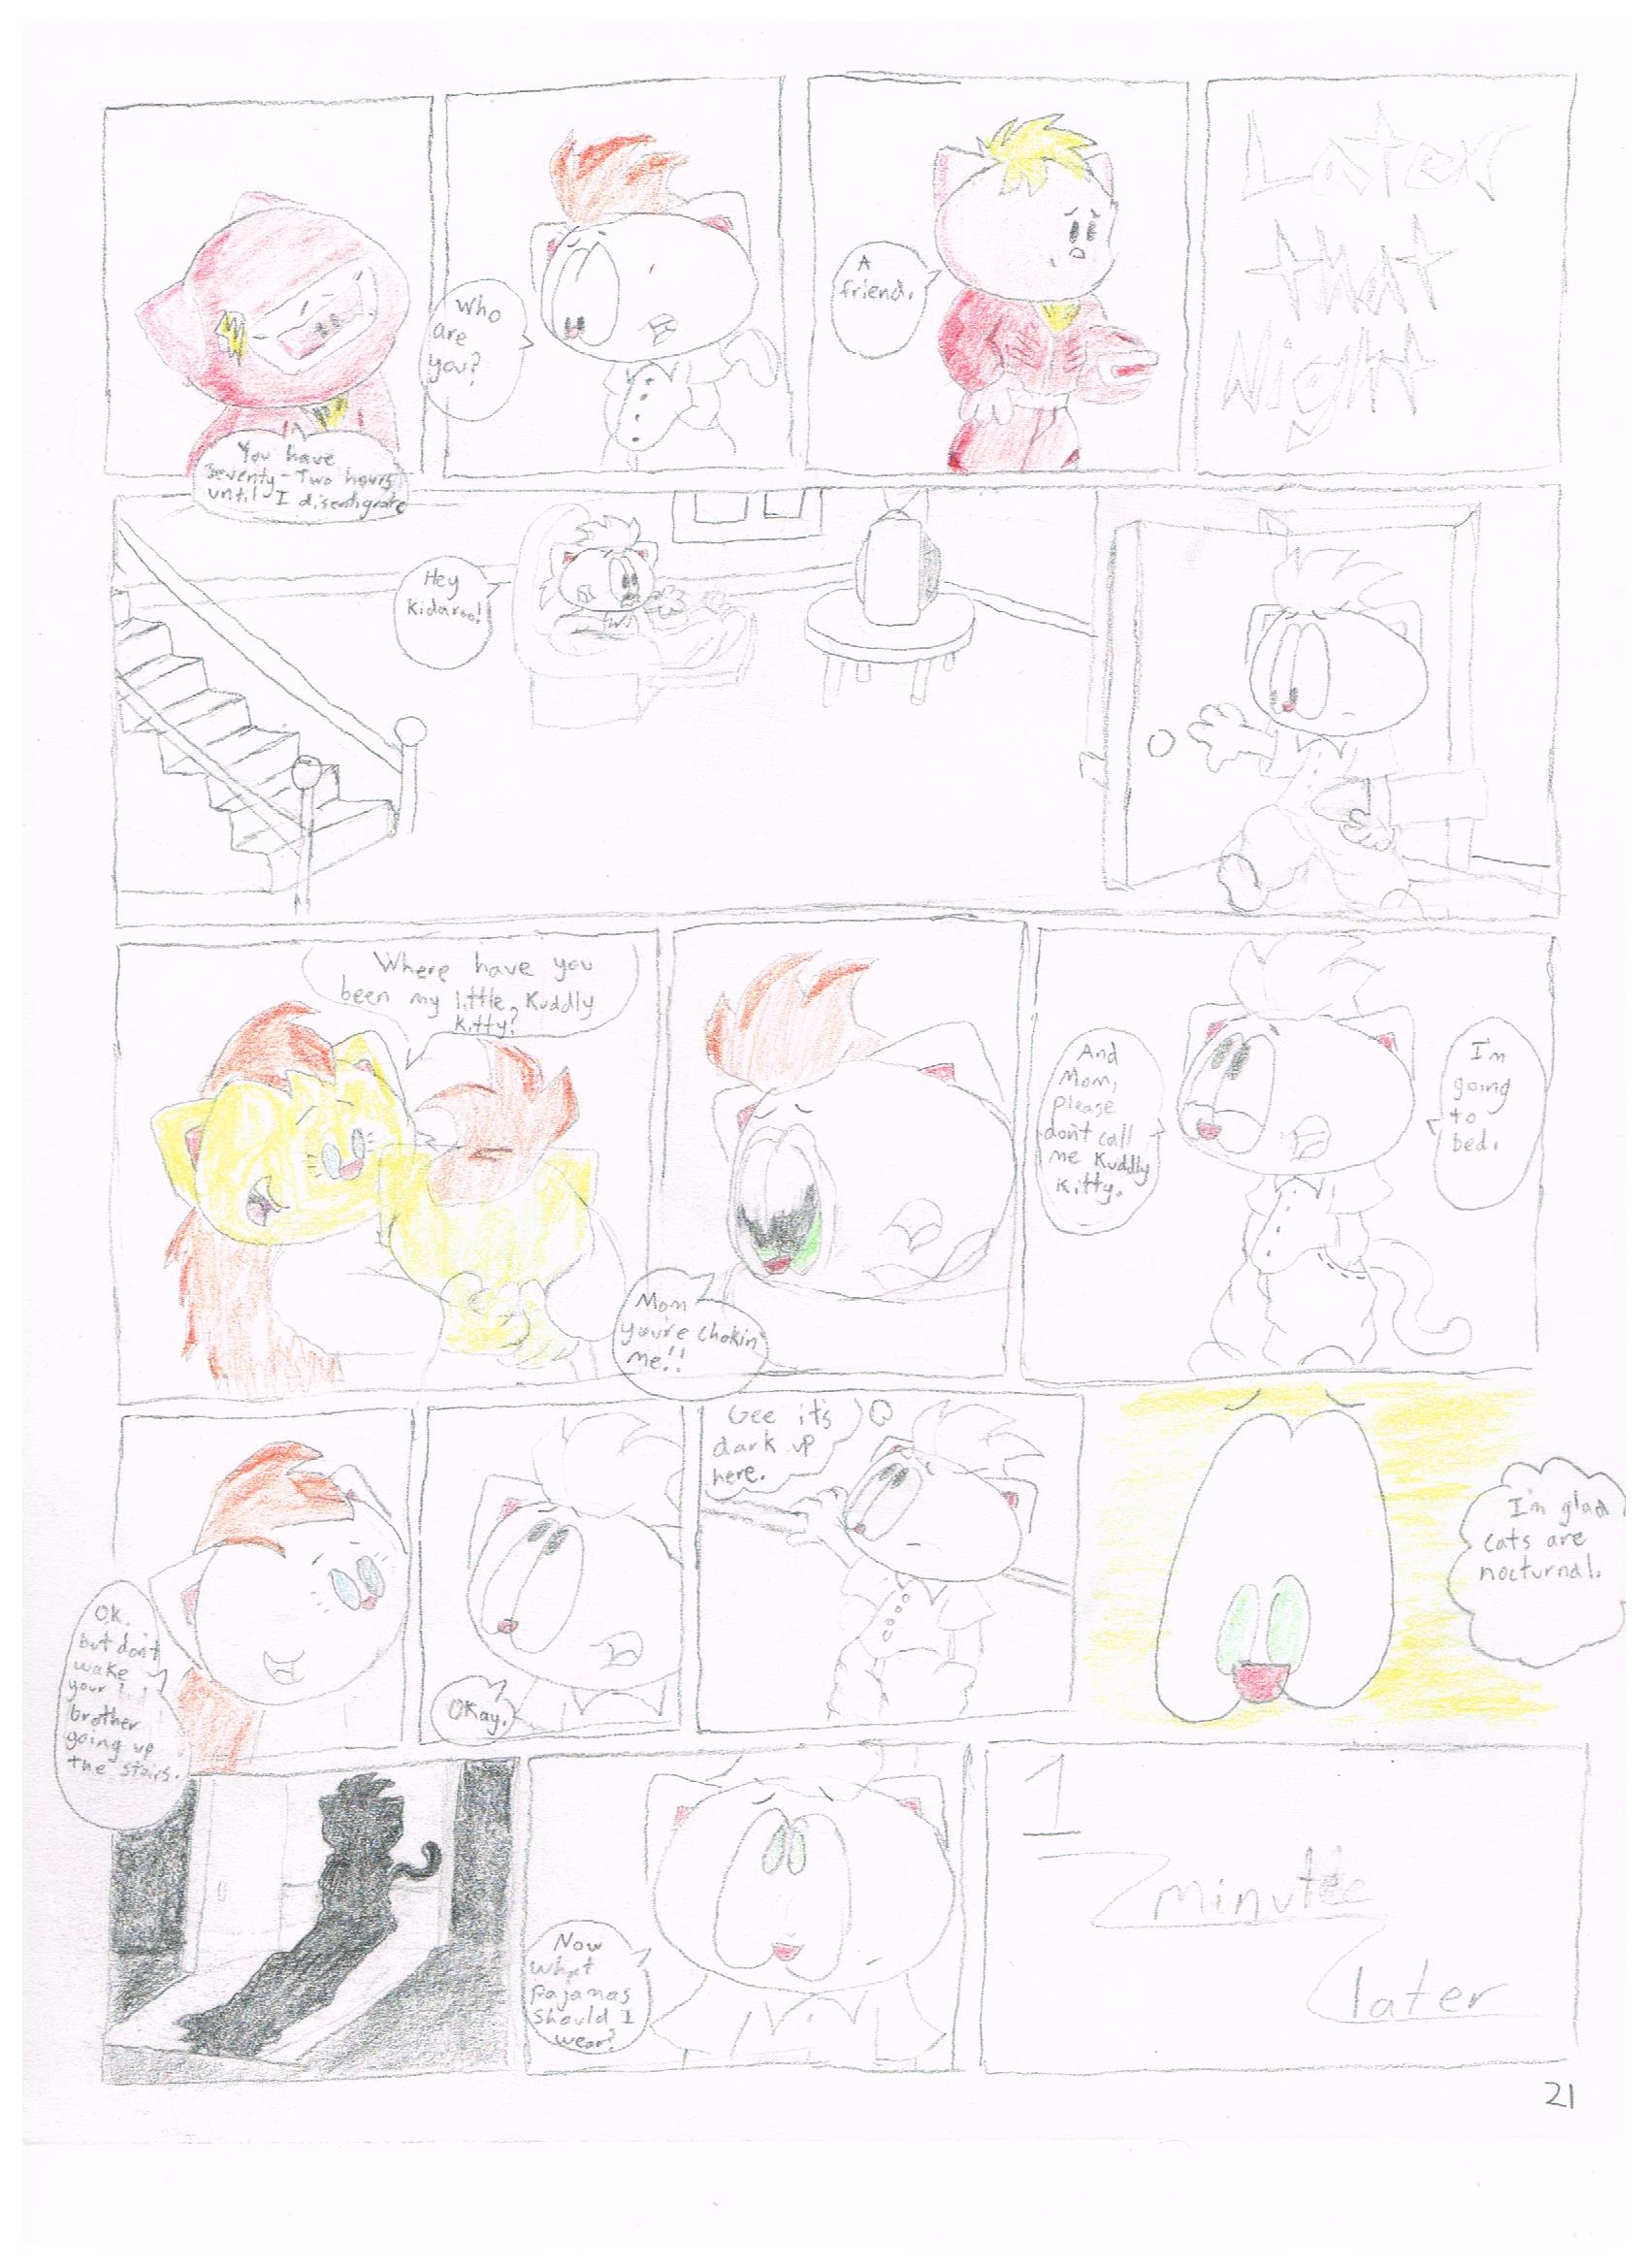 You have
seventy-Two hours
until I disentigrate
Who
are
you?
A
friend.
Later
that
Night
Hey
Kidaroo!
Where have you
been my little, Kuddly
Kitty?
Mom
you're chokin'
me!!
And
Mom,
please
don't call
me Kuddly
Kitty.
I'm
going
to
bed.
OK.
but don't
wake
your
brother
going up
the stairs.
OKay.
Gee it's
dark up
here.
I'm glad
cats are
nocturnal.
Now
what
pajamas
should I
wear?
1
minute
later
21